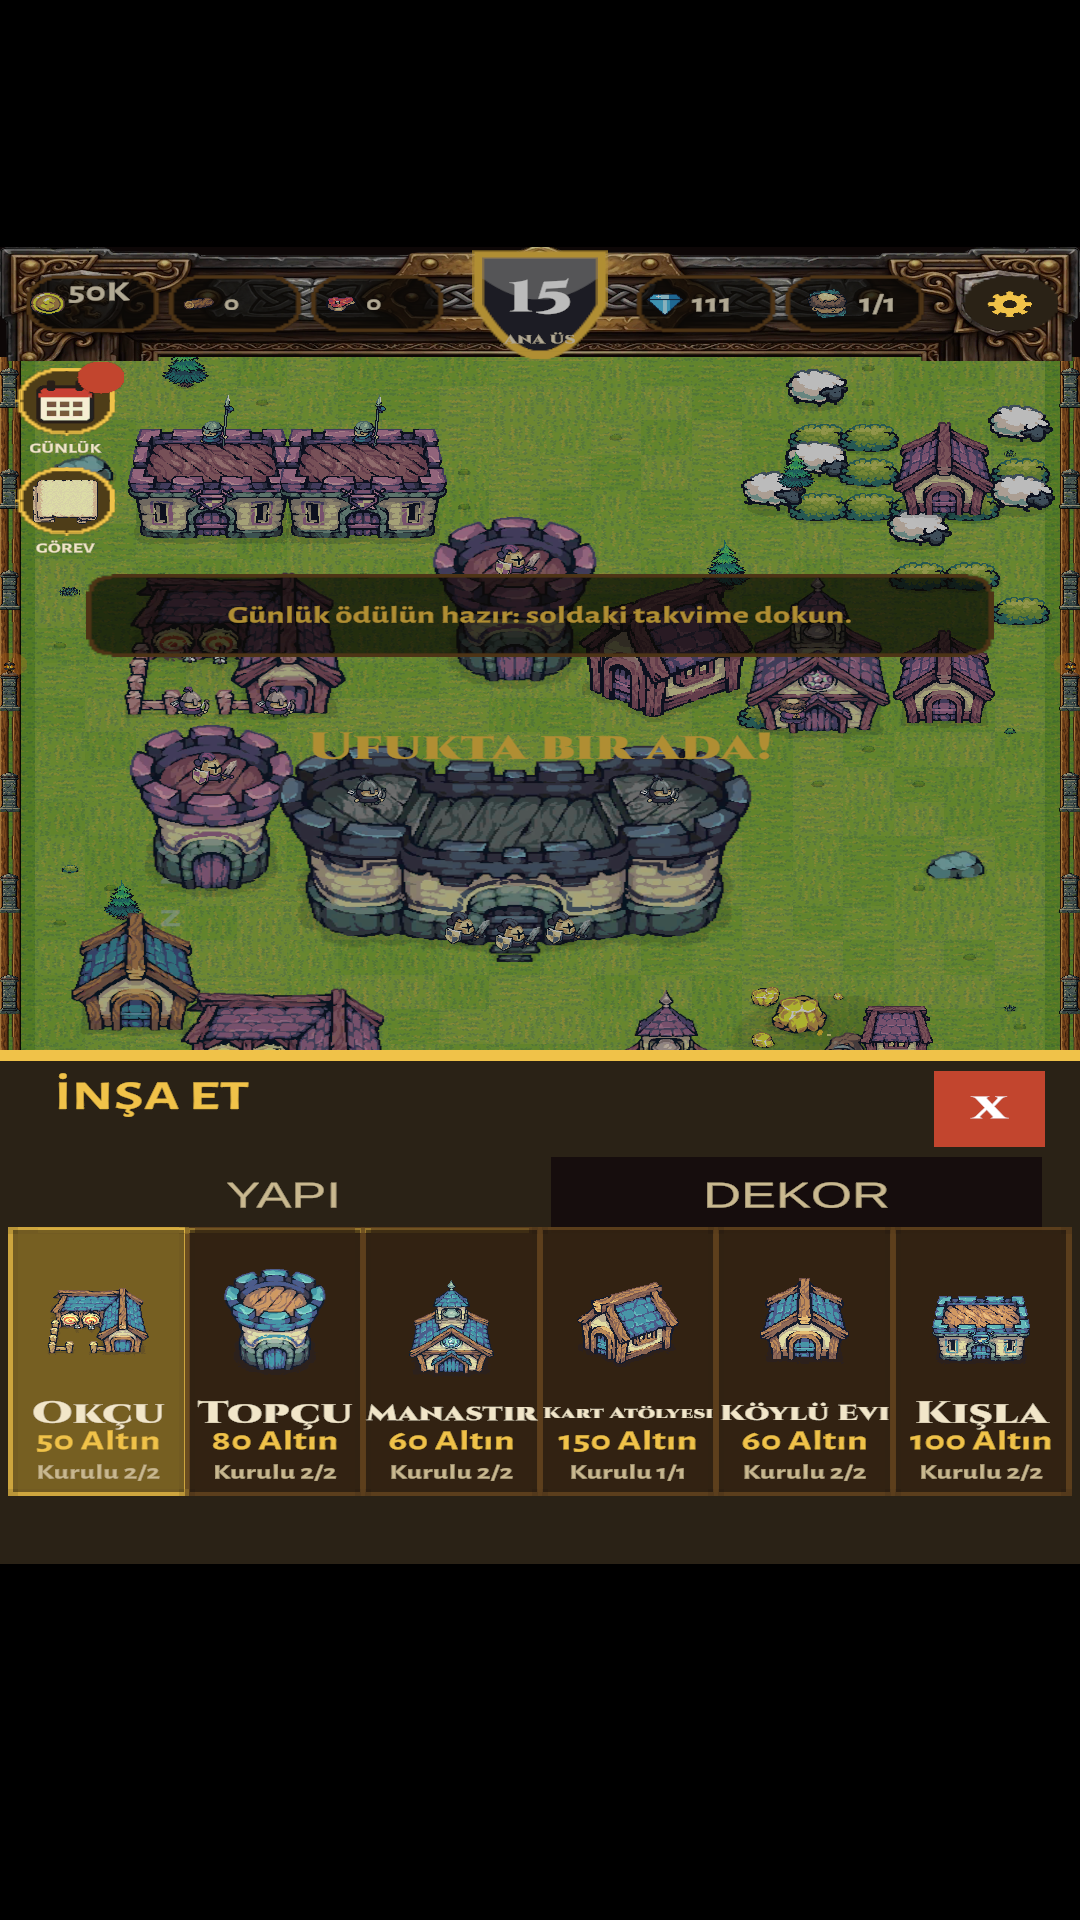 50K
0
0
15
ANA ÜS
111
1/1
GÜNLÜK
GÖREV
Günlük ödülün hazır: soldaki takvime dokun.
UFUKTA BIR ADA!
Z
İNŞA ET
X
YAPI
DEKOR
OKÇU
50 Altın
Kurulu 2/2
TOPÇU
80 Altın
Kurulu 2/2
MANASTIR
60 Altın
Kurulu 2/2
KART ATÖLYESI
150 Altın
Kurulu 1/1
KÖYLÜ EVI
60 Altın
Kurulu 2/2
KIŞLA
100 Altın
Kurulu 2/2